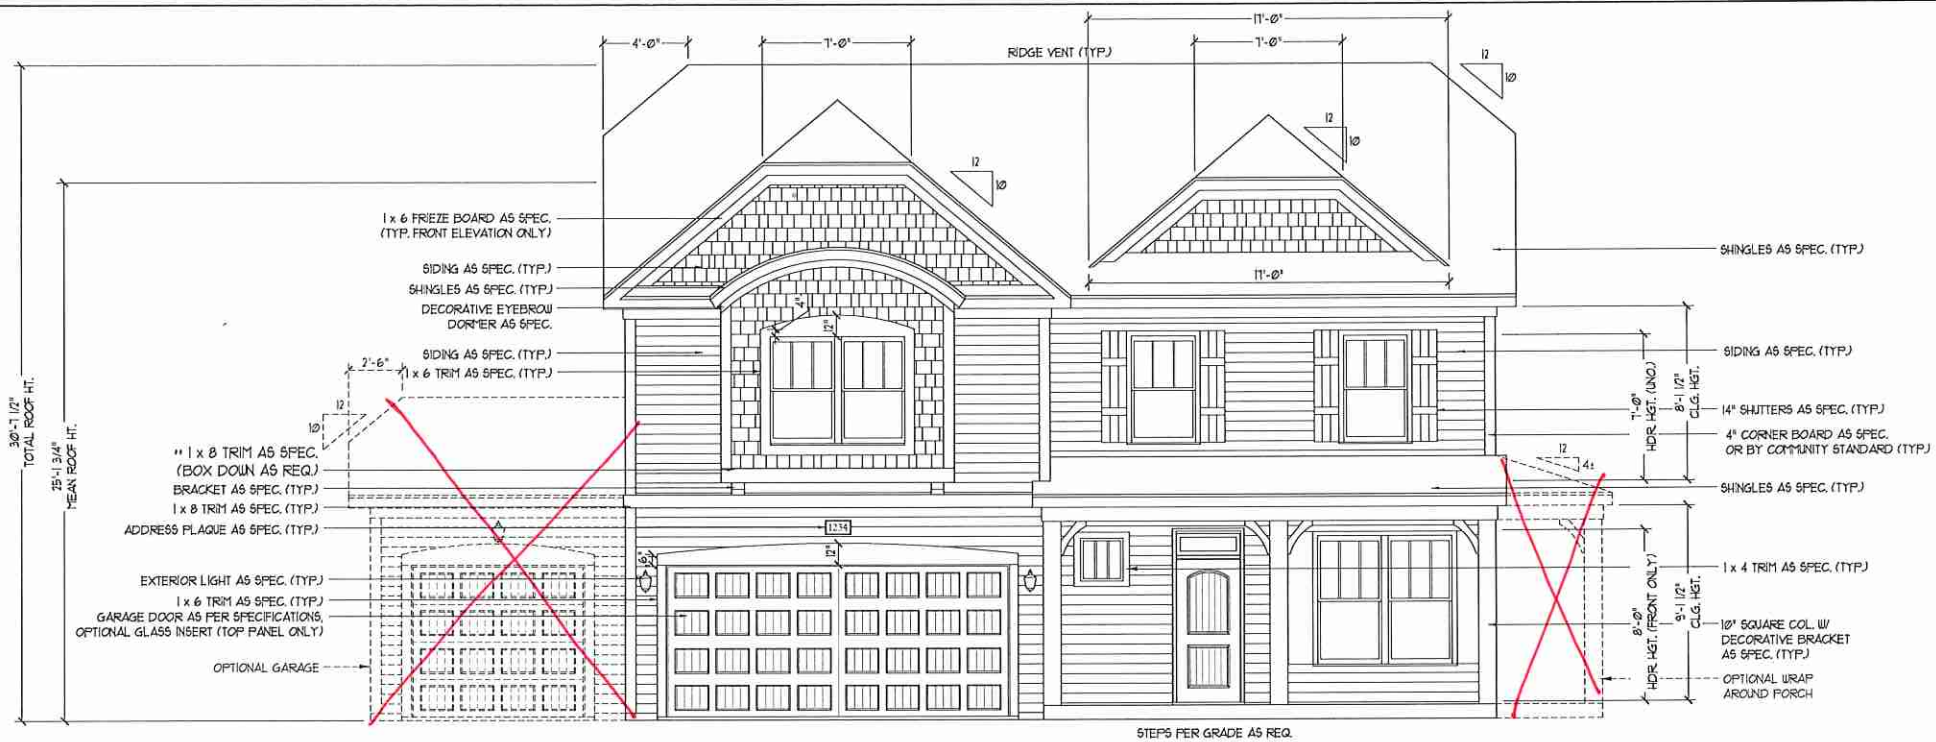 17'-0"
4'-0"
7'-0"
7'-0"
RIDGE VENT (TYP.)
12
10
12
10
12
10
1 x 6 FRIEZE BOARD AS SPEC.
(TYP. FRONT ELEVATION ONLY)
SIDING AS SPEC. (TYP.)
SHINGLES AS SPEC. (TYP.)
DECORATIVE EYEBROW
DORMER AS SPEC.
SIDING AS SPEC. (TYP.)
1 x 6 TRIM AS SPEC. (TYP.)
2'-6"
12
10
30'-7 1/2"
TOTAL ROOF HT.
25'-1 3/4"
MEAN ROOF HT.
** 1 x 8 TRIM AS SPEC.
(BOX DOWN AS REQ.)
BRACKET AS SPEC. (TYP.)
1 x 8 TRIM AS SPEC. (TYP.)
ADDRESS PLAQUE AS SPEC. (TYP.)
EXTERIOR LIGHT AS SPEC. (TYP.)
1 x 6 TRIM AS SPEC. (TYP.)
GARAGE DOOR AS PER SPECIFICATIONS,
OPTIONAL GLASS INSERT (TOP PANEL ONLY)
OPTIONAL GARAGE
4"
12"
1234
6"
12"
17'-0"
SHINGLES AS SPEC. (TYP.)
SIDING AS SPEC. (TYP.)
7'-0"
HDR HGT. (UNO.)
8'-1 1/2"
CLG. HGT.
14" SHUTTERS AS SPEC. (TYP.)
4" CORNER BOARD AS SPEC.
OR BY COMMUNITY STANDARD (TYP.)
12
4±
SHINGLES AS SPEC. (TYP.)
1 x 4 TRIM AS SPEC. (TYP.)
8'-0"
HDR HGT. (FRONT ONLY)
9'-1 1/2"
CLG. HGT.
10" SQUARE COL. W/
DECORATIVE BRACKET
AS SPEC. (TYP.)
OPTIONAL WRAP
AROUND PORCH
STEPS PER GRADE AS REQ.